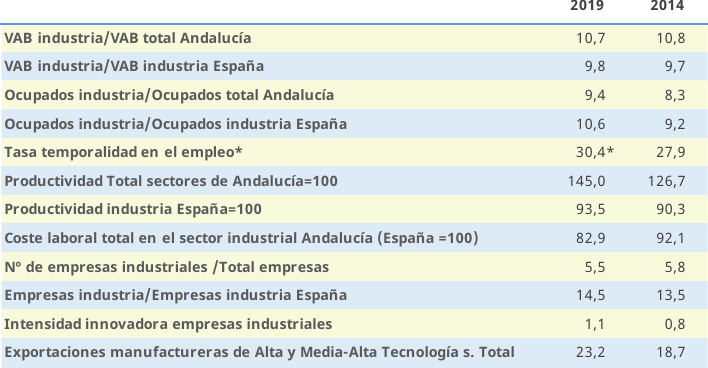 2019 2014
VAB industria/VAB total Andalucía 10,7 10,8
VAB industria/VAB industria España 9,8 9,7
Ocupados industria/Ocupados total Andalucía 9,4 8,3
Ocupados industria/Ocupados industria España 10,6 9,2
Tasa temporalidad en el empleo* 30,4* 27,9
Productividad Total sectores de Andalucía=100 145,0 126,7
Productividad industria España=100 93,5 90,3
Coste laboral total en el sector industrial Andalucía (España =100) 82,9 92,1
Nº de empresas industriales /Total empresas 5,5 5,8
Empresas industria/Empresas industria España 14,5 13,5
Intensidad innovadora empresas industriales 1,1 0,8
Exportaciones manufactureras de Alta y Media-Alta Tecnología s. Total 23,2 18,7